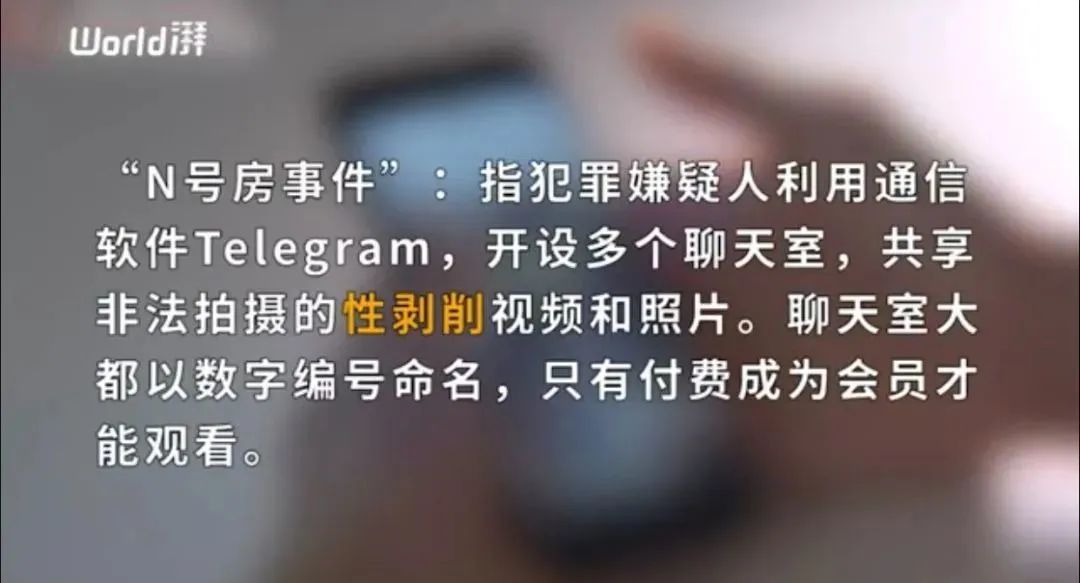 World湃
“N号房事件”：指犯罪嫌疑人利用通信
软件Telegram，开设多个聊天室，共享
非法拍摄的性剥削视频和照片。聊天室大
都以数字编号命名，只有付费成为会员才
能观看。